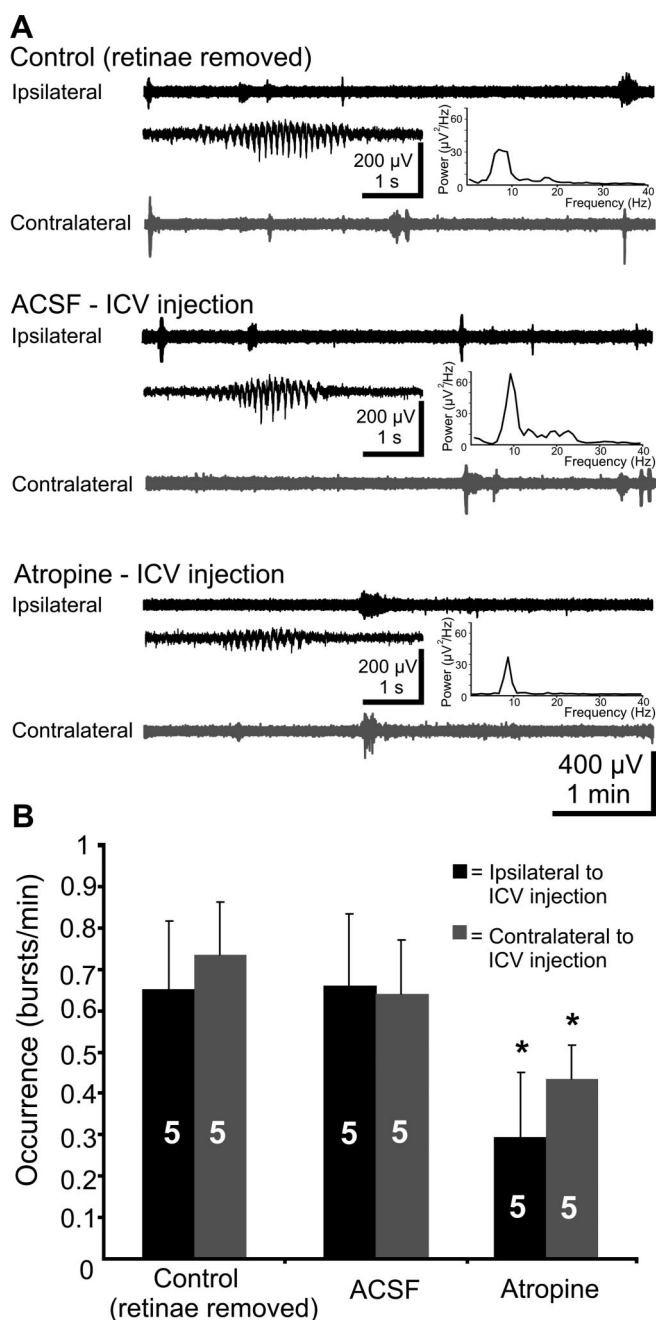 A
Control (retinae removed)
Ipsilateral
200 µV
1 s
Power (µV²/Hz)
60
30
0
10
20
30
40
Frequency (Hz)
Contralateral
ACSF - ICV injection
Ipsilateral
200 µV
1 s
Power (µV²/Hz)
60
30
0
10
20
30
40
Frequency (Hz)
Contralateral
Atropine - ICV injection
Ipsilateral
200 µV
1 s
Power (µV²/Hz)
60
30
0
10
20
30
40
Frequency (Hz)
Contralateral
400 µV
1 min
B
Occurrence (bursts/min)
1
0.9
0.8
0.7
0.6
0.5
0.4
0.3
0.2
0.1
0
= Ipsilateral to
ICV injection
= Contralateral to
ICV injection
* *
5 5 5 5 5 5
Control
(retinae removed)
ACSF
Atropine